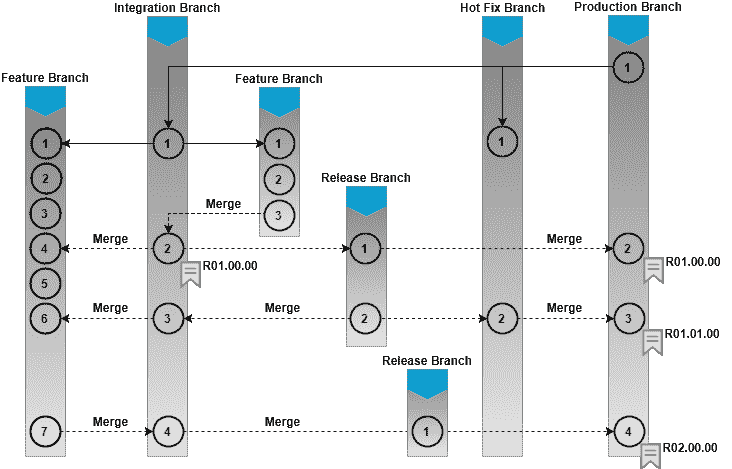 Integration Branch Hot Fix Branch Production Branch
1
Feature Branch Feature Branch
1 1 1 1
2 2
3 Merge 3
Release Branch
4 Merge 2 1 Merge 2
R01.00.00 R01.00.00
5
6 Merge 3 Merge 2 2 Merge 3
R01.01.00
Release Branch
7 Merge 4 Merge 1 4
R02.00.00